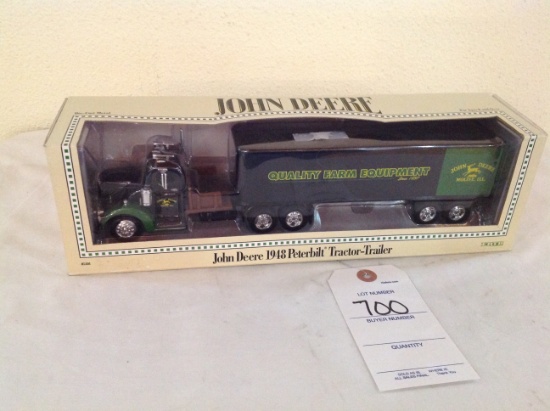 JOHN DEERE
QUALITY FARM EQUIPMENT
JOHN DEERE
MOLINE, ILL.
John Deere 1948 Peterbilt Tractor-Trailer
LOT NUMBER
700
BUYER NUMBER
QUANTITY